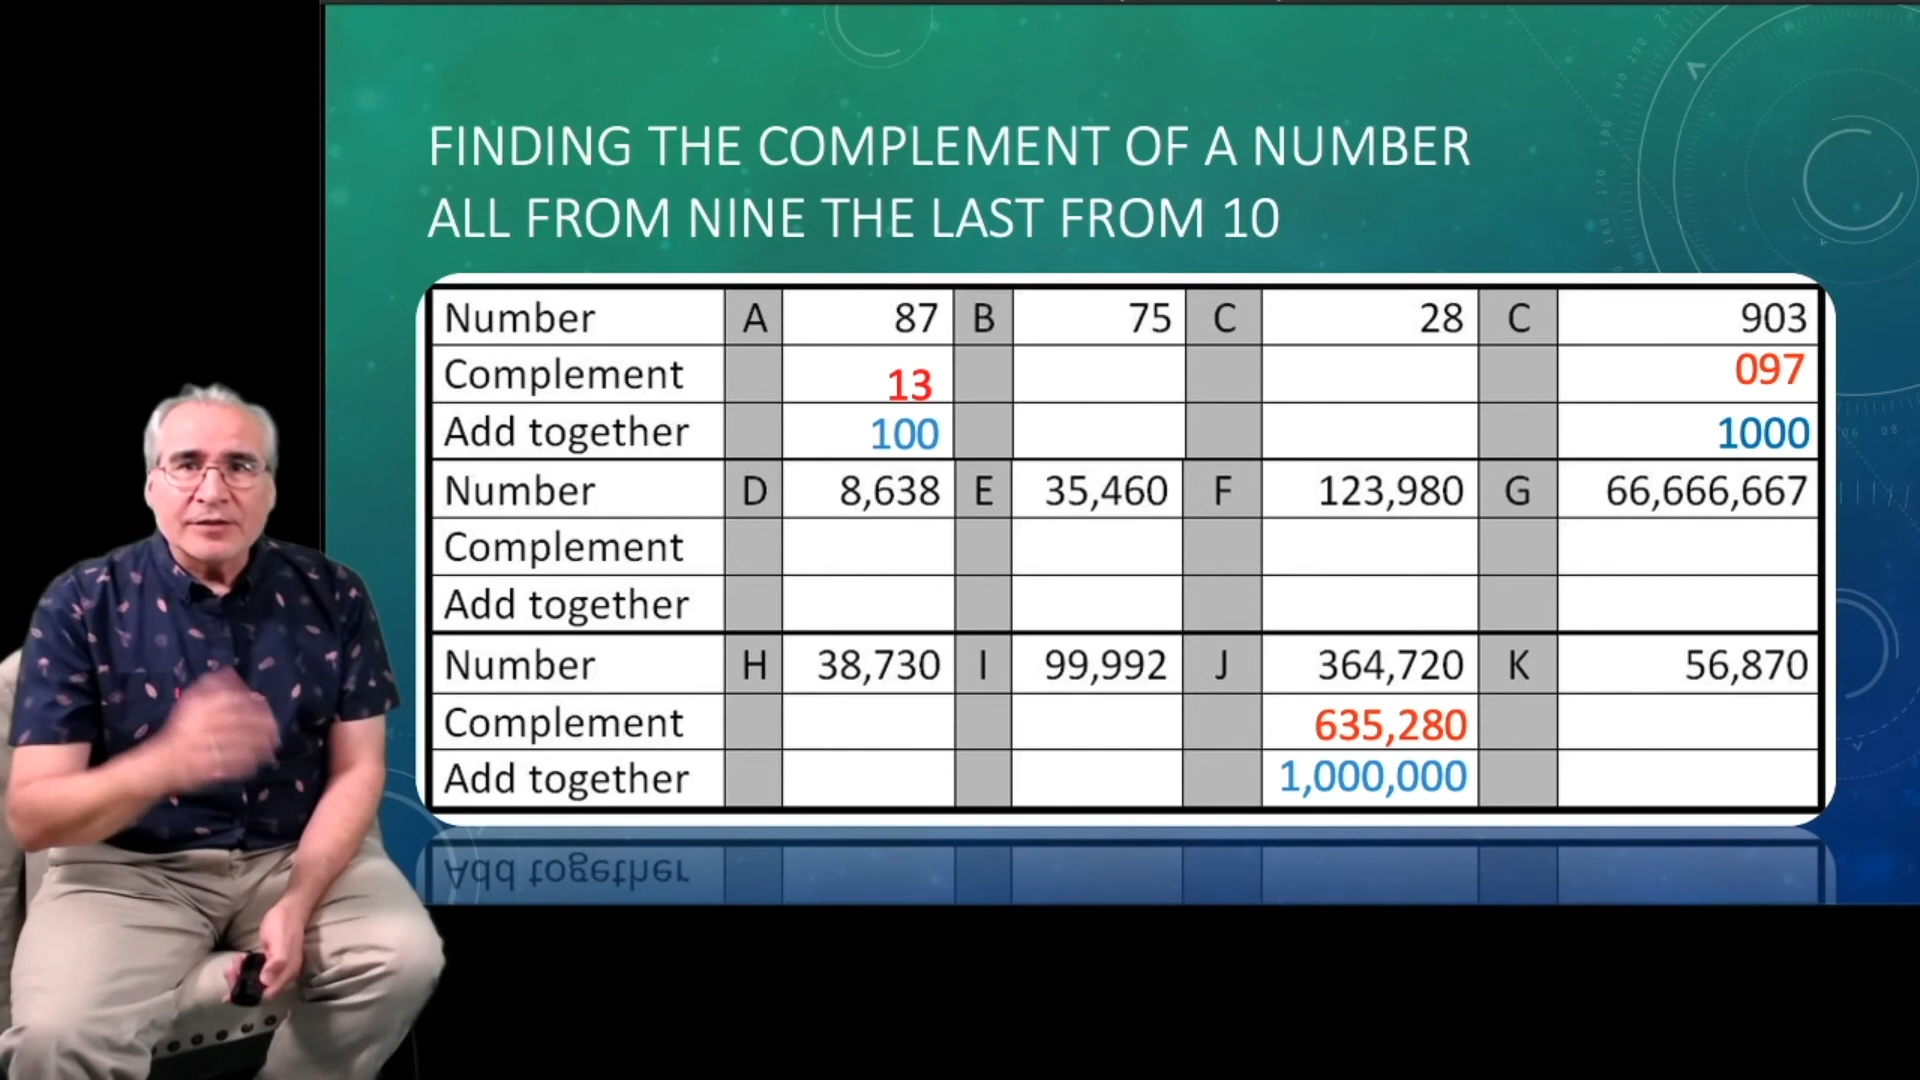 FINDING THE COMPLEMENT OF A NUMBER
ALL FROM NINE THE LAST FROM 10
Number A 87 B 75 C 28 C 903
Complement 13 097
Add together 100 1000
Number D 8,638 E 35,460 F 123,980 G 66,666,667
Complement
Add together
Number H 38,730 I 99,992 J 364,720 K 56,870
Complement 635,280
Add together 1,000,000